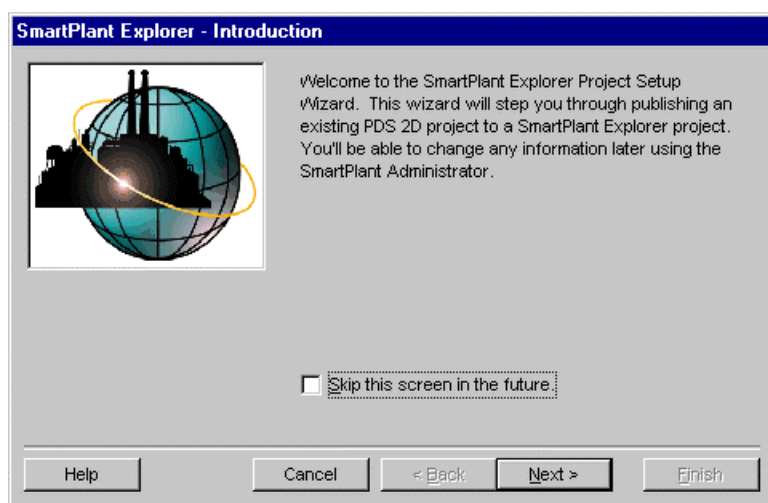 SmartPlant Explorer - Introduction
Welcome to the SmartPlant Explorer Project Setup
Wizard. This wizard will step you through publishing an
existing PDS 2D project to a SmartPlant Explorer project.
You'll be able to change any information later using the
SmartPlant Administrator.
Skip this screen in the future.
Help Cancel < Back Next > Finish